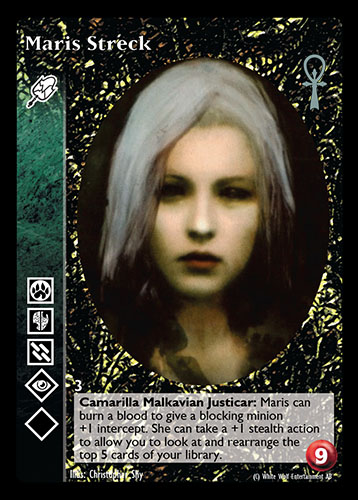 Maris Streck
3
Camarilla Malkavian Justicar: Maris can
burn a blood to give a blocking minion
+1 intercept. She can take a +1 stealth action
to allow you to look at and rearrange the
top 5 cards of your library.
9
Illus: Christopher Shy
(C) White Wolf Entertainment AB